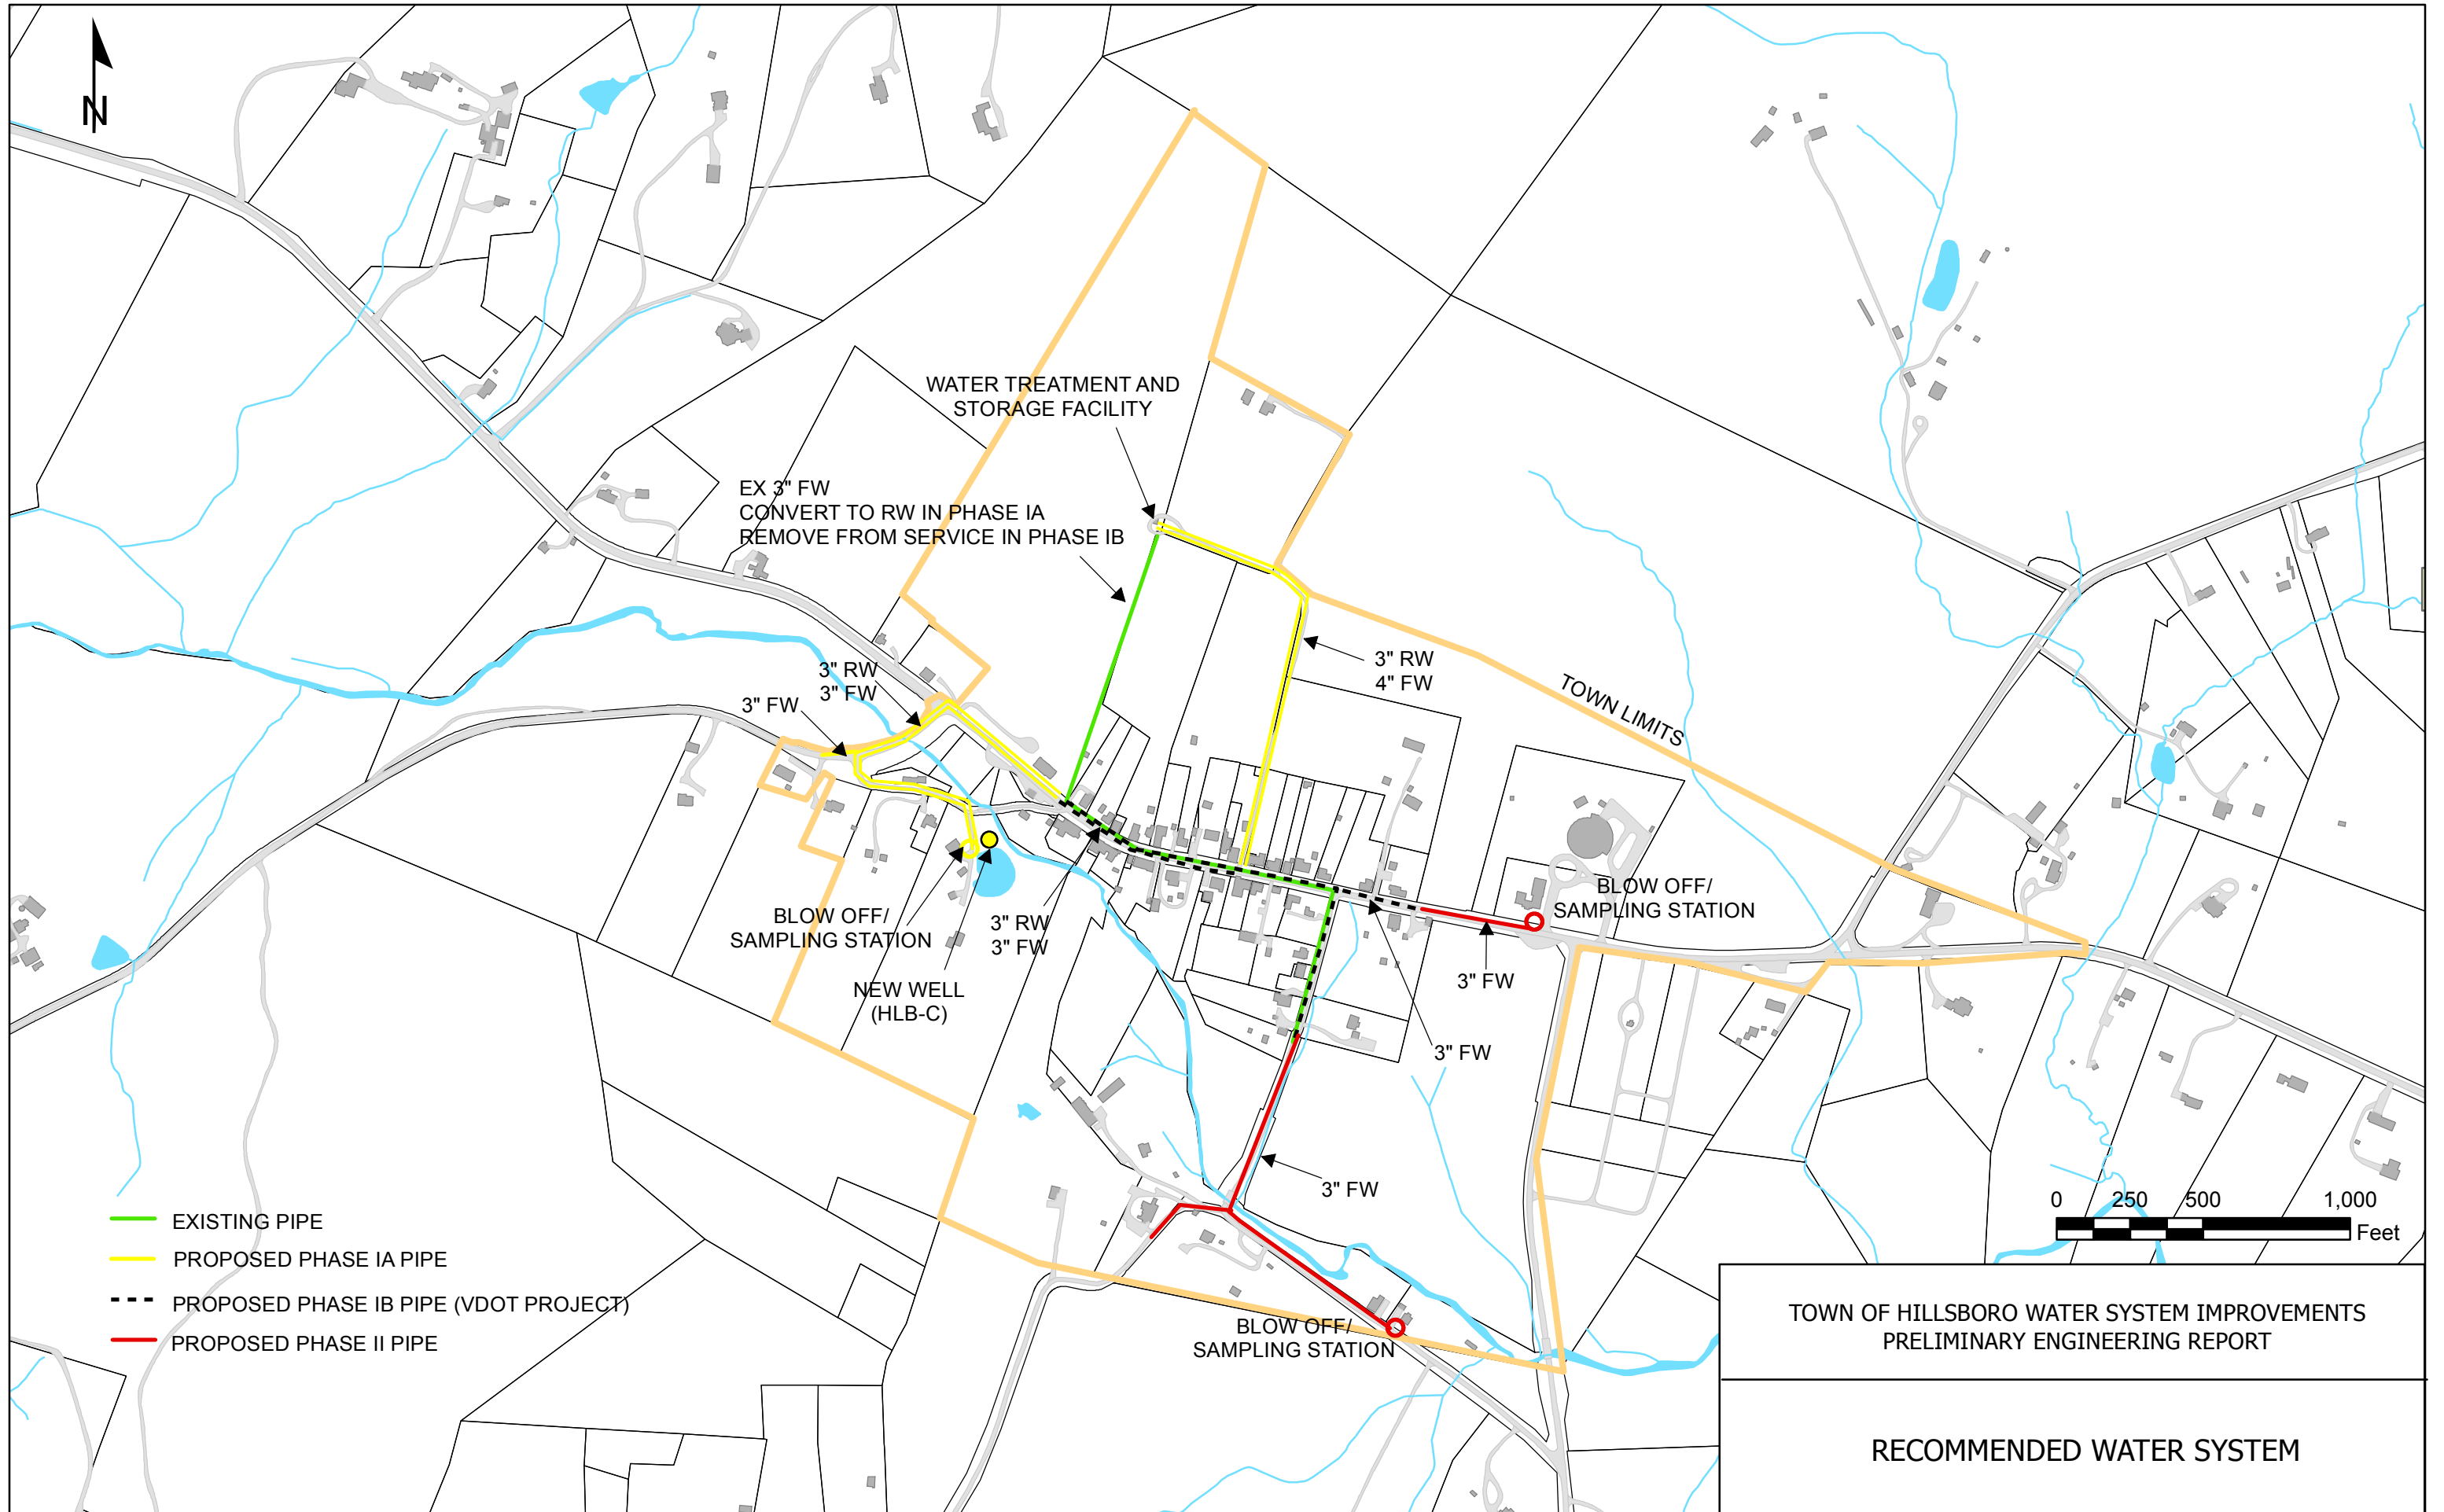 N
WATER TREATMENT AND
STORAGE FACILITY
EX 3" FW
CONVERT TO RW IN PHASE IA
REMOVE FROM SERVICE IN PHASE IB
3" RW
3" FW
3" FW
3" RW
4" FW
TOWN LIMITS
BLOW OFF/
SAMPLING STATION
BLOW OFF/
SAMPLING STATION
3" RW
3" FW
NEW WELL
(HLB-C)
3" FW
3" FW
3" FW
BLOW OFF/
SAMPLING STATION
EXISTING PIPE
PROPOSED PHASE IA PIPE
PROPOSED PHASE IB PIPE (VDOT PROJECT)
PROPOSED PHASE II PIPE
0 250 500 1,000
Feet
TOWN OF HILLSBORO WATER SYSTEM IMPROVEMENTS
PRELIMINARY ENGINEERING REPORT
RECOMMENDED WATER SYSTEM